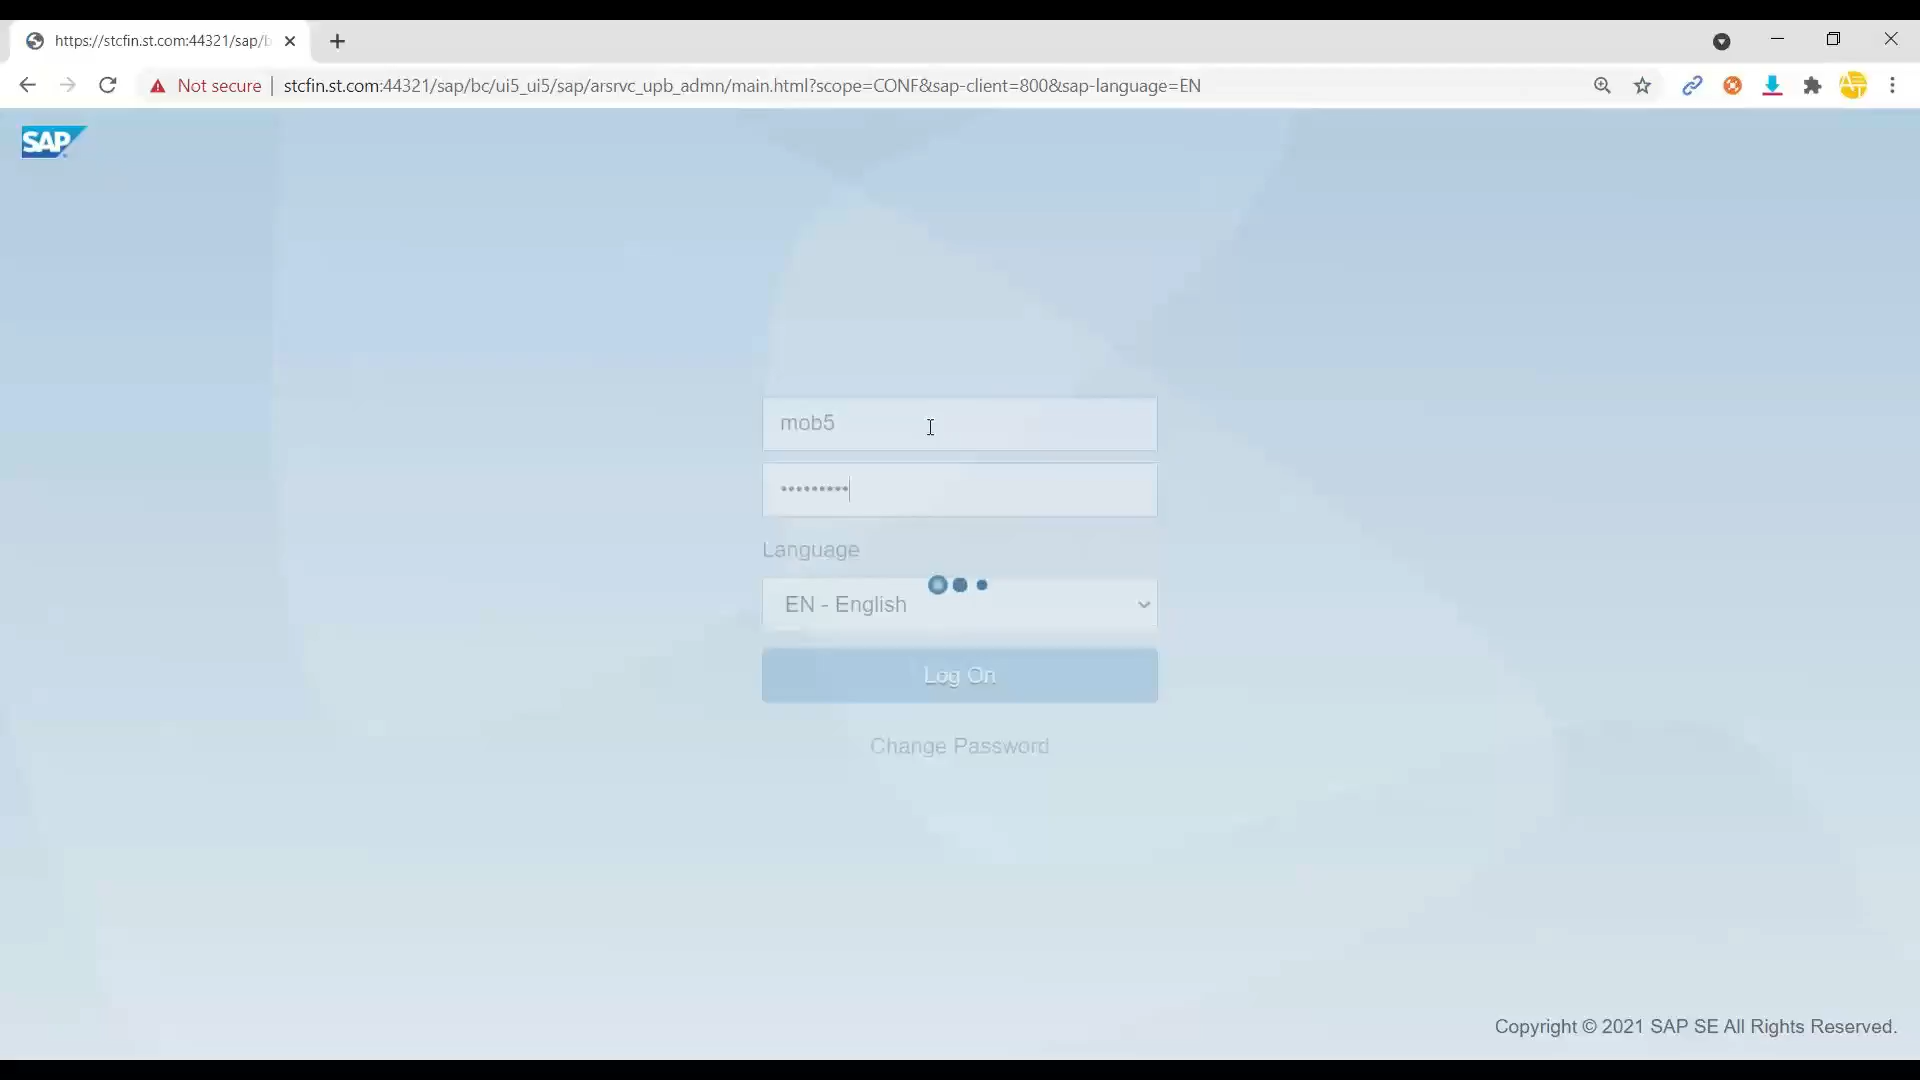 https://stcfin.st.com:44321/sap/b
Not secure
stcfin.st.com:44321/sap/bc/ui5_ui5/sap/arsrvc_upb_admn/main.html?scope=CONF&sap-client=800&sap-language=EN
SAP
mob5
•••••••••
Language
EN - English
Log On
Change Password
Copyright © 2021 SAP SE All Rights Reserved.